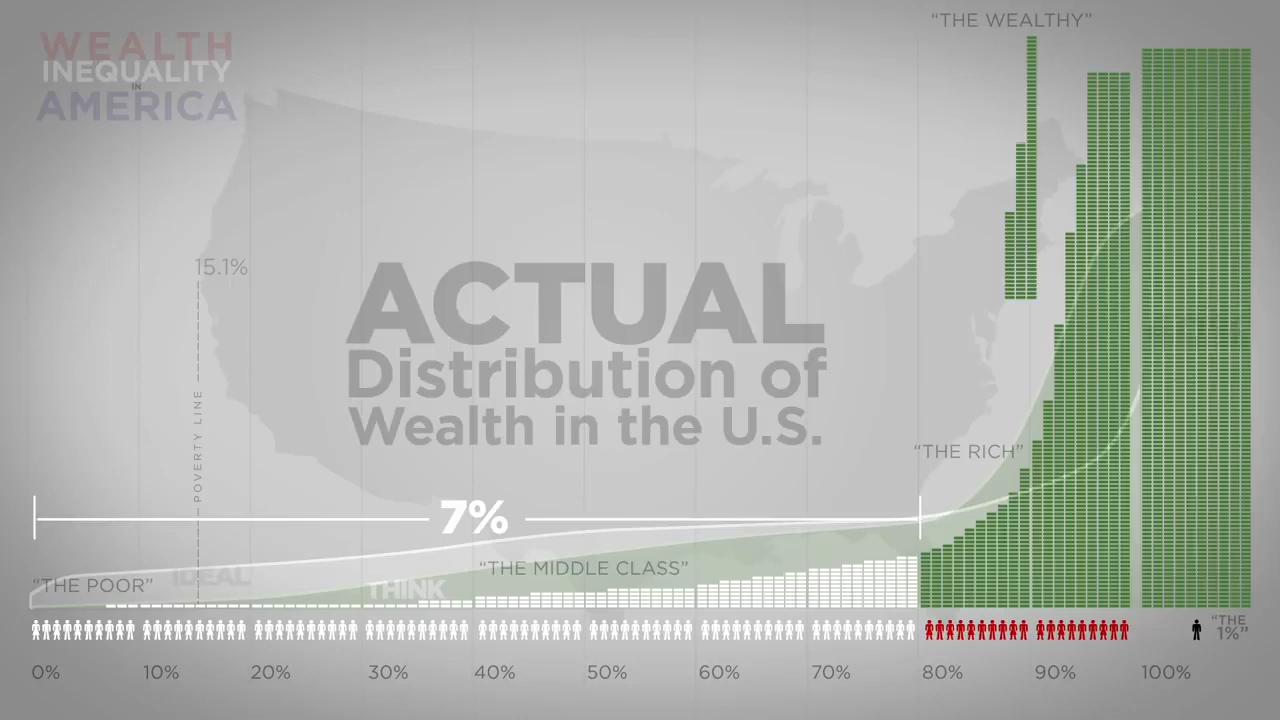 "THE WEALTHY"
WEALTH
INEQUALITY
IN
AMERICA
15.1%
ACTUAL
Distribution of
Wealth in the U.S.
POVERTY LINE
"THE RICH"
7%
"THE POOR"
IDEAL
THINK
"THE MIDDLE CLASS"
"THE
1%"
0% 10% 20% 30% 40% 50% 60% 70% 80% 90% 100%